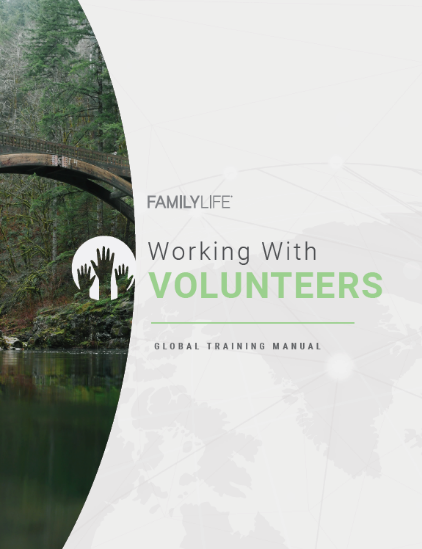 FAMILYLIFE®
Working With
VOLUNTEERS
GLOBAL TRAINING MANUAL